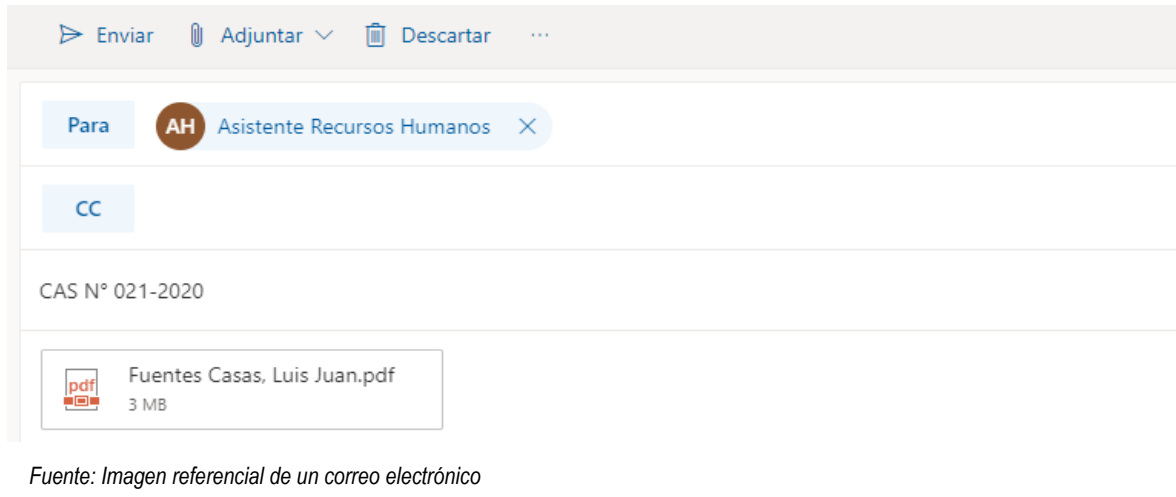 Enviar Adjuntar Descartar ...
Para AH Asistente Recursos Humanos
CC
CAS N° 021-2020
pdf Fuentes Casas, Luis Juan.pdf
3 MB
Fuente: Imagen referencial de un correo electrónico